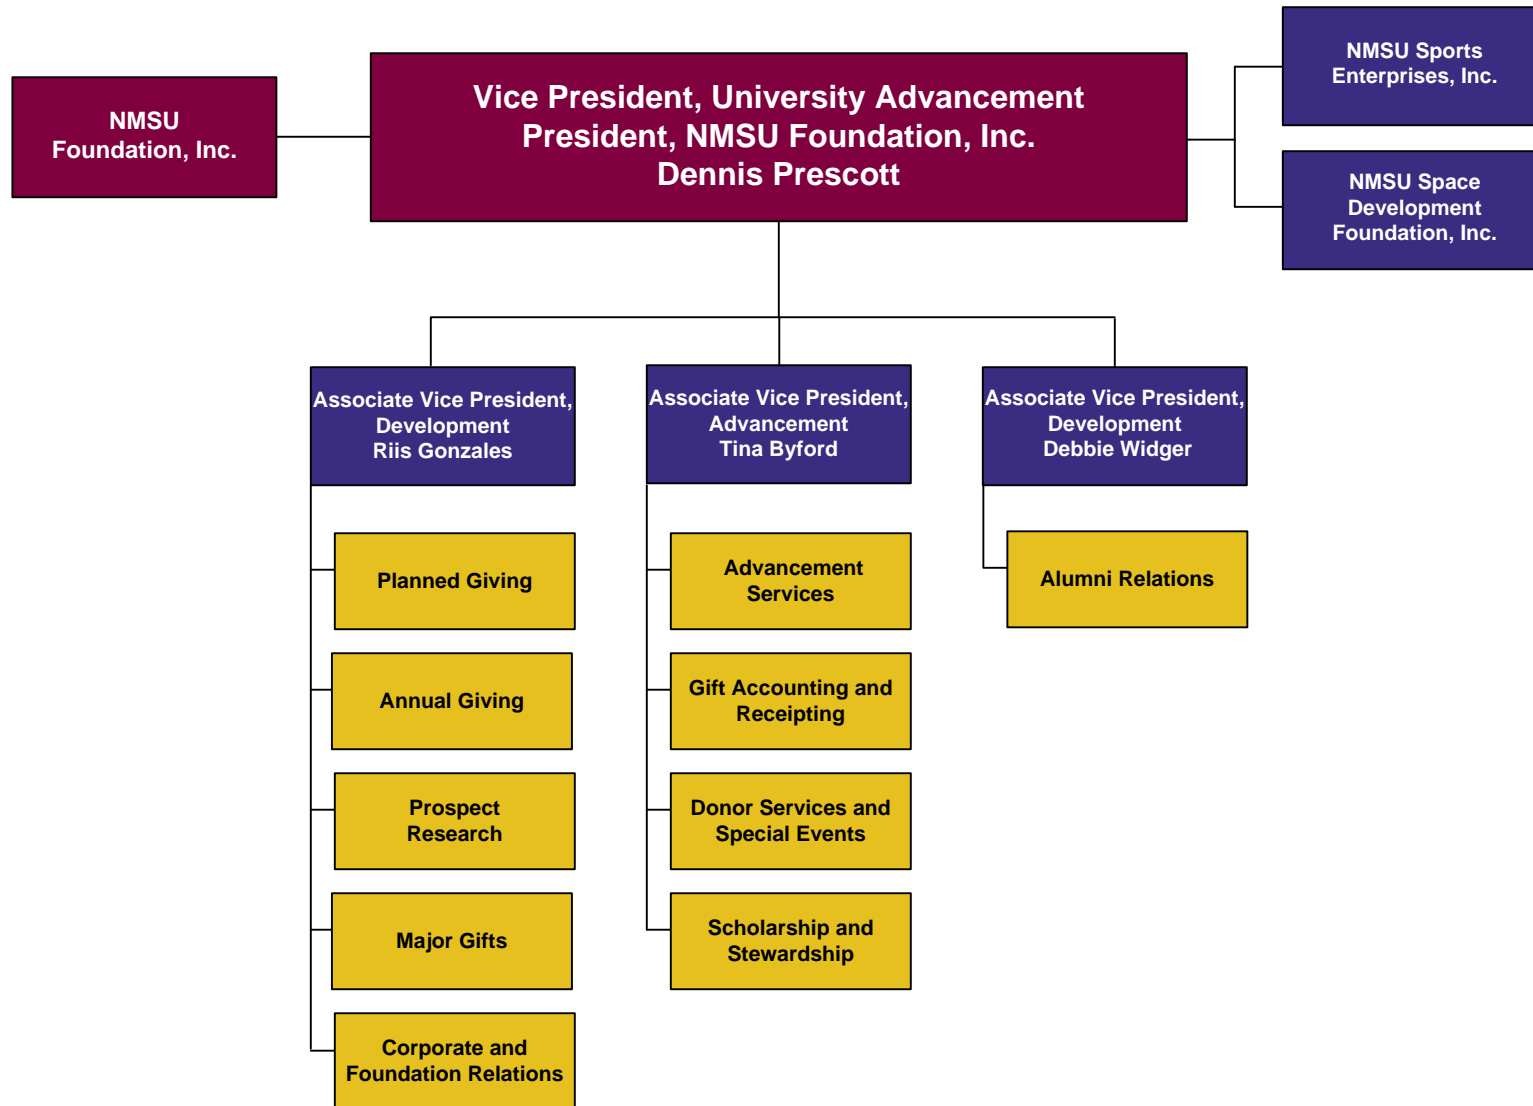 NMSU
Foundation, Inc.
Vice President, University Advancement
President, NMSU Foundation, Inc.
Dennis Prescott
NMSU Sports
Enterprises, Inc.
NMSU Space
Development
Foundation, Inc.
Associate Vice President,
Development
Riis Gonzales
Associate Vice President,
Advancement
Tina Byford
Associate Vice President,
Development
Debbie Widger
Planned Giving
Annual Giving
Prospect
Research
Major Gifts
Corporate and
Foundation Relations
Advancement
Services
Gift Accounting and
Receipting
Donor Services and
Special Events
Scholarship and
Stewardship
Alumni Relations